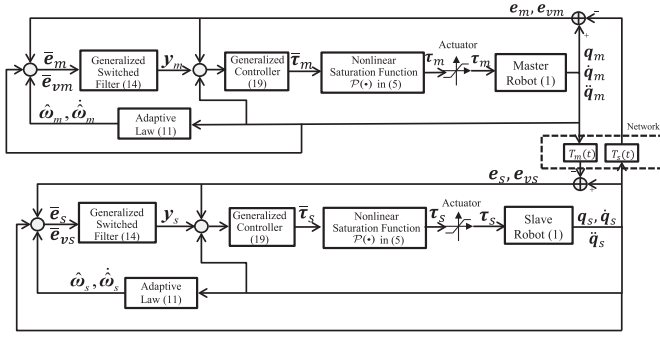 e_m, e_vm
−
+
ē_m
ē_vm
Generalized
Switched
Filter (14)
y_m
Generalized
Controller
(19)
τ̄_m
Nonlinear
Saturation Function
𝒫(•) in (5)
τ_m
Actuator
τ_m
Master
Robot (1)
q_m
q̇_m
q̈_m
ω̂_m, ω̂̇_m
Adaptive
Law (11)
Network
T_m(t)
T_s(t)
e_s, e_vs
−
+
ē_s
ē_vs
Generalized
Switched
Filter (14)
y_s
Generalized
Controller
(19)
τ̄_s
Nonlinear
Saturation Function
𝒫(•) in (5)
τ_s
Actuator
τ_s
Slave
Robot (1)
q_s, q̇_s
q̈_s
ω̂_s, ω̂̇_s
Adaptive
Law (11)